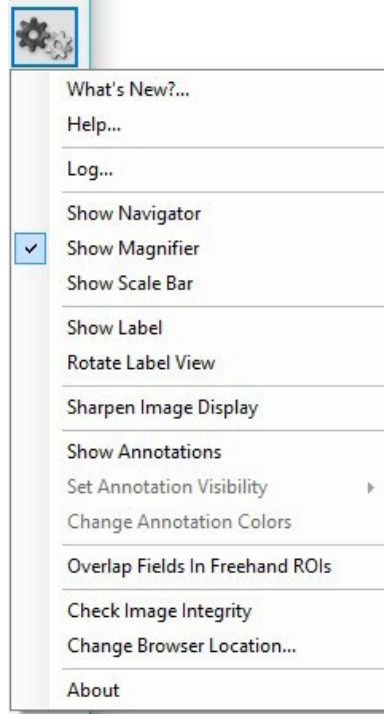 What's New?...
Help...
Log...
Show Navigator
Show Magnifier
Show Scale Bar
Show Label
Rotate Label View
Sharpen Image Display
Show Annotations
Set Annotation Visibility
Change Annotation Colors
Overlap Fields In Freehand ROIs
Check Image Integrity
Change Browser Location...
About